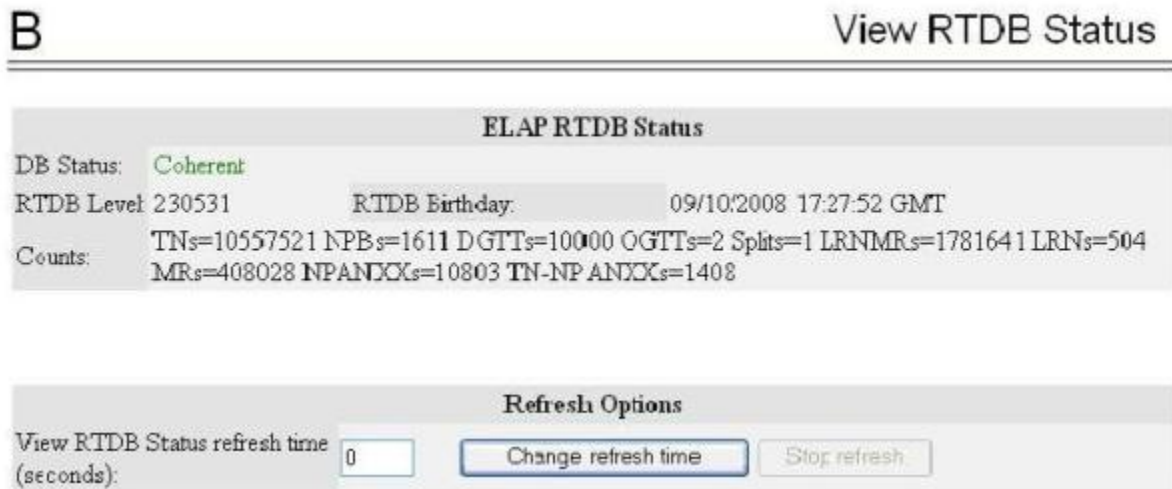 B
View RTDB Status
ELAP RTDB Status
DB Status: Coherent
RTDB Level 230531 RTDB Birthday: 09/10/2008 17:27:52 GMT
Counts: TNs=10557521 NPBs=1611 DGTTs=10000 OGTTs=2 Splits=1 LRNMRs=1781641 LRNs=504
MRs=408028 NPANXXs=10803 TN-NPANXXs=1408
Refresh Options
View RTDB Status refresh time
(seconds): 0 Change refresh time Stop refresh